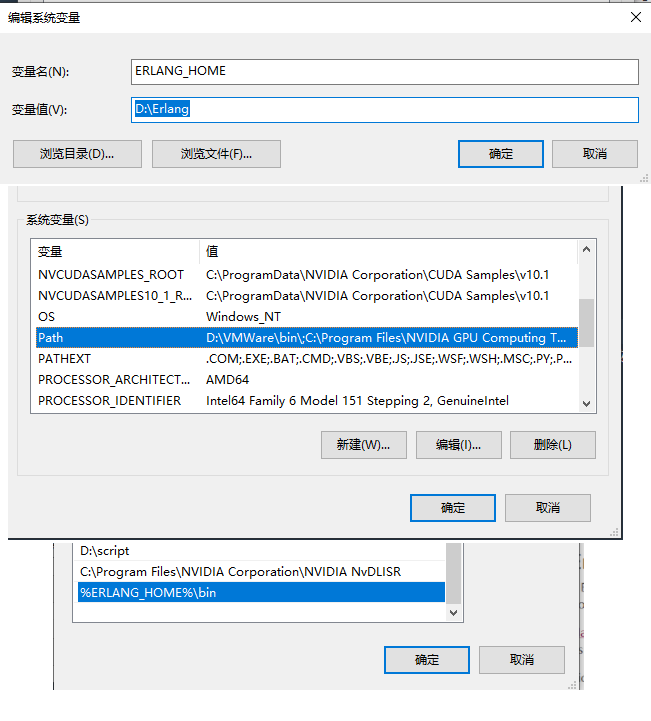 编辑系统变量
变量名(N):
ERLANG_HOME
变量值(V):
D:\Erlang
浏览目录(D)...
浏览文件(F)...
确定
取消
系统变量(S)
变量 值
NVCUDASAMPLES_ROOT C:\ProgramData\NVIDIA Corporation\CUDA Samples\v10.1
NVCUDASAMPLES10_1_R... C:\ProgramData\NVIDIA Corporation\CUDA Samples\v10.1
OS Windows_NT
Path D:\VMWare\bin\;C:\Program Files\NVIDIA GPU Computing T...
PATHEXT .COM;.EXE;.BAT;.CMD;.VBS;.VBE;.JS;.JSE;.WSF;.WSH;.MSC;.PY;.P...
PROCESSOR_ARCHITECT... AMD64
PROCESSOR_IDENTIFIER Intel64 Family 6 Model 151 Stepping 2, GenuineIntel
新建(W)...
编辑(I)...
删除(L)
确定
取消
D:\script
C:\Program Files\NVIDIA Corporation\NVIDIA NvDLISR
%ERLANG_HOME%\bin
确定
取消